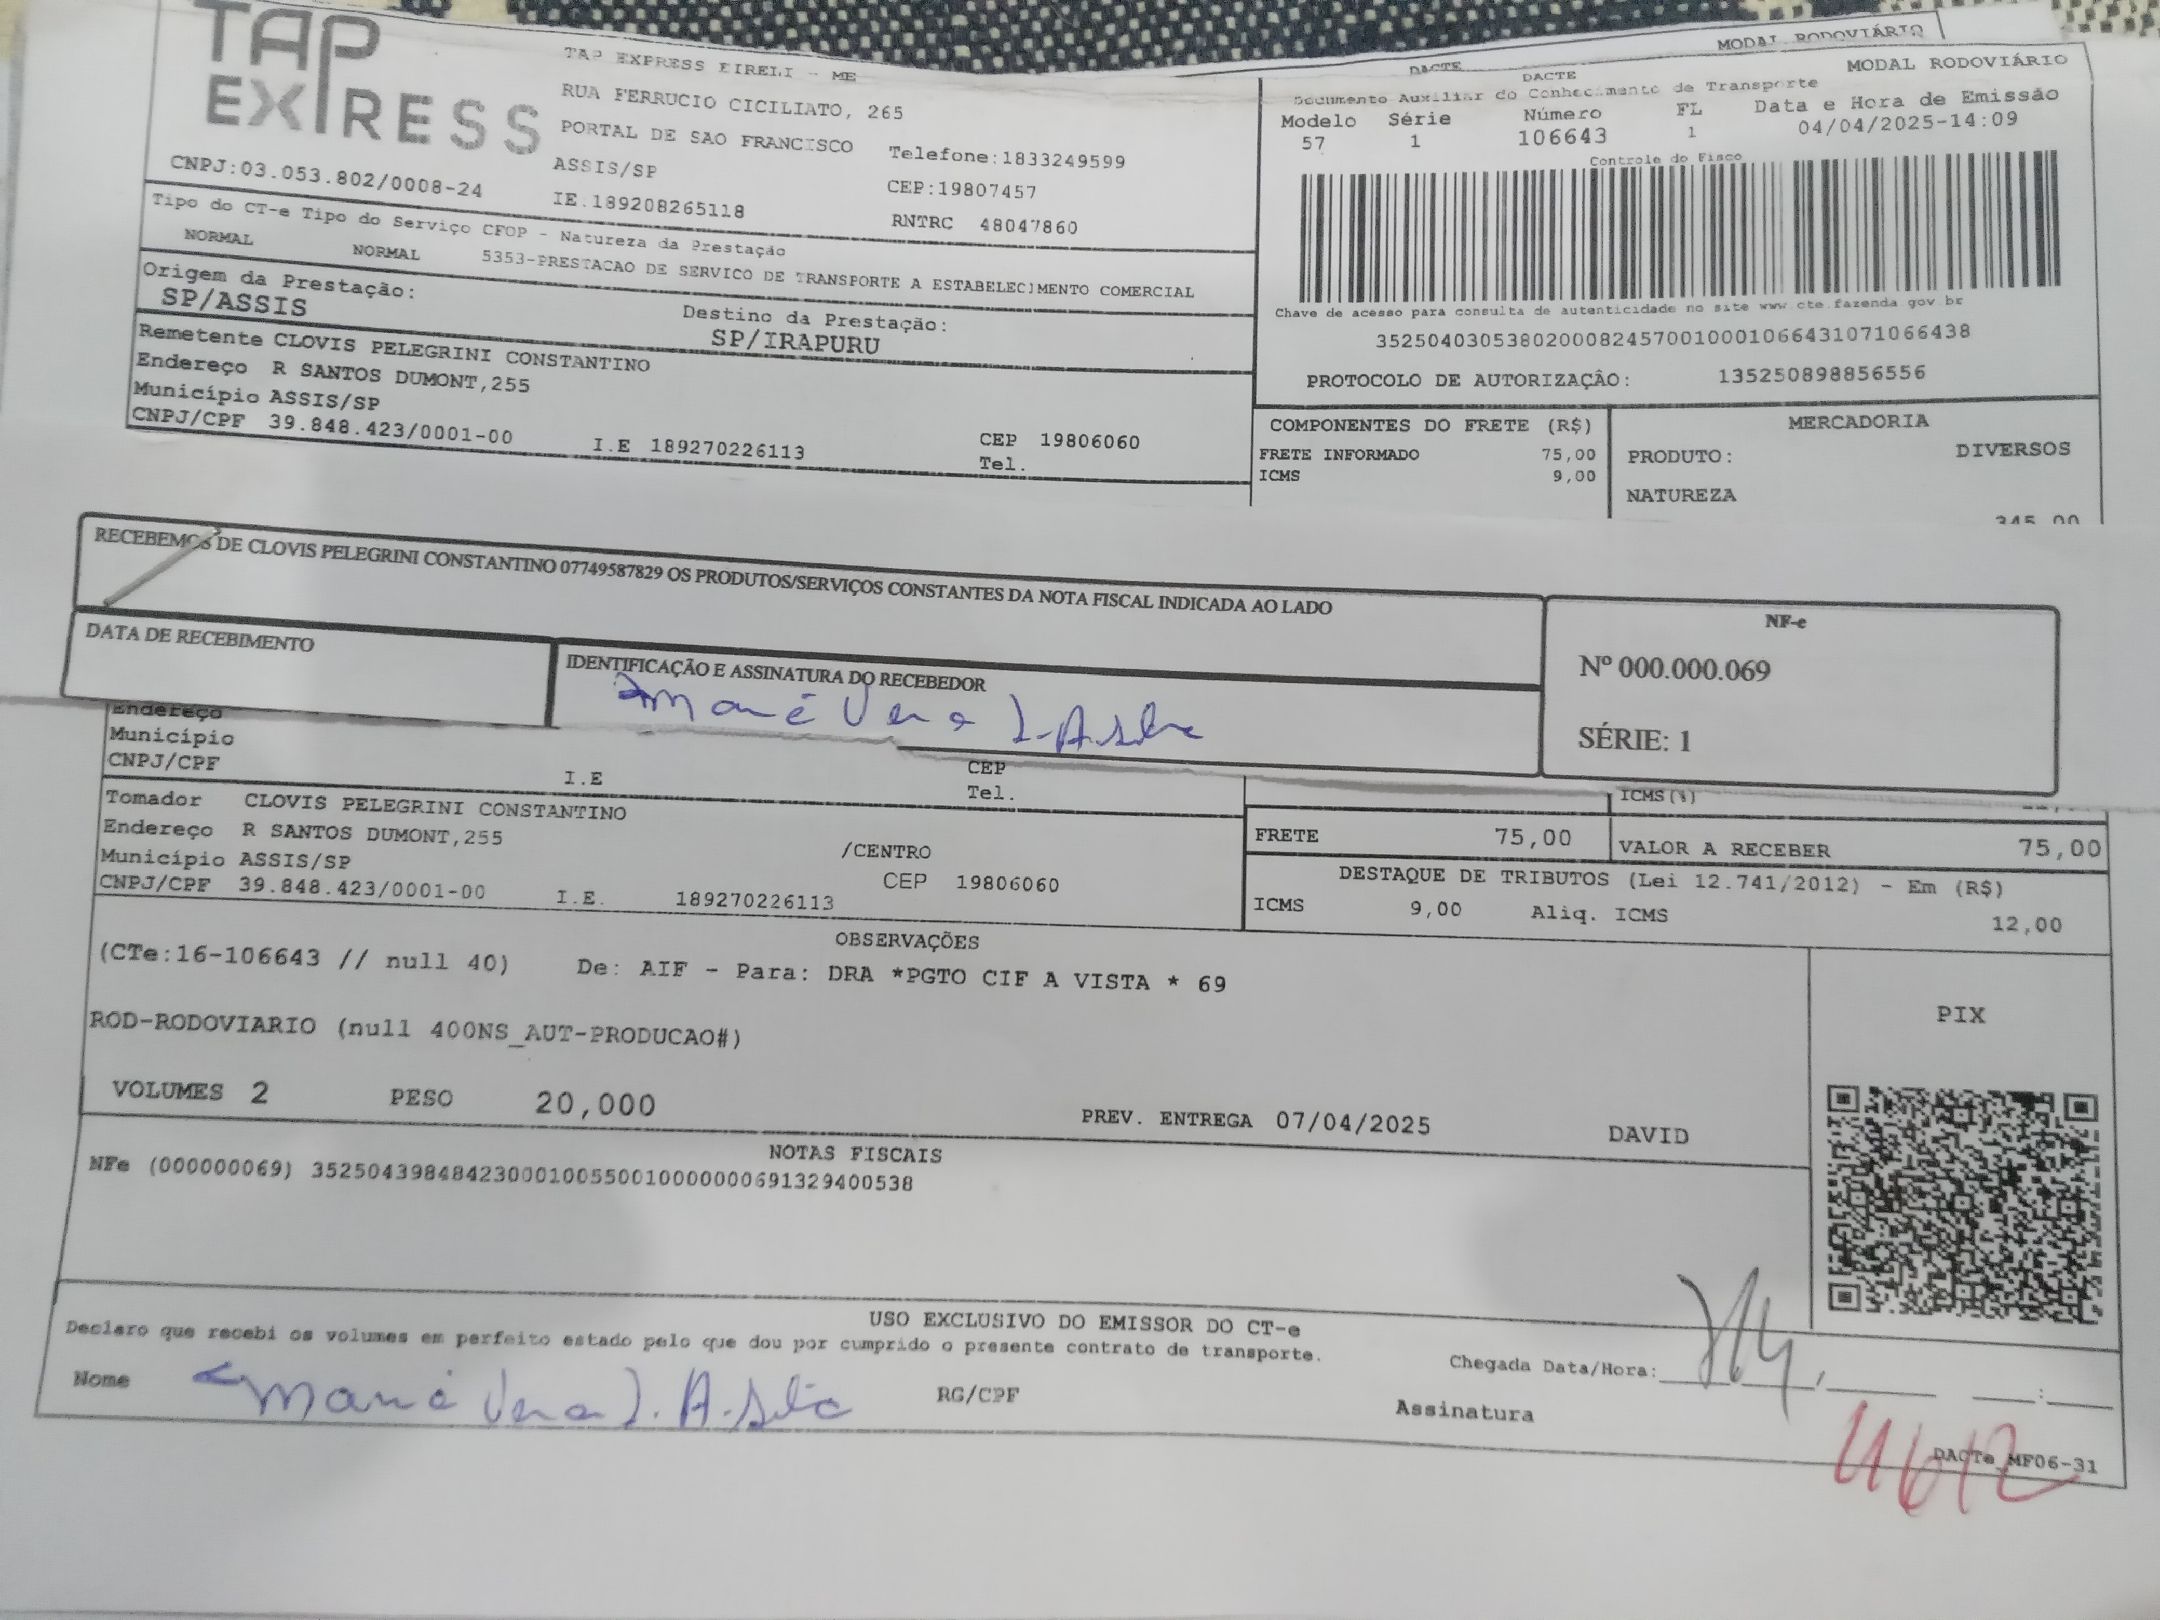 TAP
EXPRESS
TAP EXPRESS EIRELI - ME
RUA FERRUCIO CICILIATO, 265
PORTAL DE SAO FRANCISCO
Telefone:1833249599
ASSIS/SP
CEP:19807457
CNPJ:03.053.802/0008-24
IE.189208265118
RNTRC 48047860
MODAL RODOVIÁRIO
DACTE
DACTE
MODAL RODOVIÁRIO
Documento Auxiliar do Conhecimento de Transporte
Modelo Série Número FL Data e Hora de Emissão
57 1 106643 1 04/04/2025-14:09
Controle do Fisco
Chave de acesso para consulta de autenticidade no site www.cte.fazenda.gov.br
35250403053802000824570010001066431071066438
PROTOCOLO DE AUTORIZAÇÃO: 135250898856556
Tipo do CT-e Tipo do Serviço CFOP - Natureza da Prestação
NORMAL NORMAL 5353-PRESTACAO DE SERVICO DE TRANSPORTE A ESTABELECIMENTO COMERCIAL
Origem da Prestação: Destino da Prestação:
SP/ASSIS SP/IRAPURU
Remetente CLOVIS PELEGRINI CONSTANTINO
Endereço R SANTOS DUMONT,255
Município ASSIS/SP
CNPJ/CPF 39.848.423/0001-00 I.E 189270226113 CEP 19806060
Tel.
COMPONENTES DO FRETE (R$)
FRETE INFORMADO 75,00
ICMS 9,00
MERCADORIA
PRODUTO: DIVERSOS
NATUREZA
345,00
RECEBEMOS DE CLOVIS PELEGRINI CONSTANTINO 07749587829 OS PRODUTOS/SERVIÇOS CONSTANTES DA NOTA FISCAL INDICADA AO LADO
DATA DE RECEBIMENTO
IDENTIFICAÇÃO E ASSINATURA DO RECEBEDOR
NF-e
Nº 000.000.069
SÉRIE: 1
Endereço
Município
CNPJ/CPF I.E CEP
Tel.
ICMS(%)
Tomador CLOVIS PELEGRINI CONSTANTINO
Endereço R SANTOS DUMONT,255 /CENTRO
Município ASSIS/SP CEP 19806060
CNPJ/CPF 39.848.423/0001-00 I.E. 189270226113
FRETE 75,00 VALOR A RECEBER 75,00
DESTAQUE DE TRIBUTOS (Lei 12.741/2012) - Em (R$)
ICMS 9,00 Aliq. ICMS 12,00
OBSERVAÇÕES
(CTe:16-106643 // null 40) De: AIF - Para: DRA *PGTO CIF A VISTA * 69
ROD-RODOVIARIO (null 400NS_AUT-PRODUCAO#)
VOLUMES 2 PESO 20,000 PREV. ENTREGA 07/04/2025 DAVID
PIX
NOTAS FISCAIS
NFe (000000069) 35250439848423000100550010000000691329400538
USO EXCLUSIVO DO EMISSOR DO CT-e
Declaro que recebi os volumes em perfeito estado pelo que dou por cumprido o presente contrato de transporte.
Chegada Data/Hora:
Nome RG/CPF Assinatura
DACTe_MF06-31